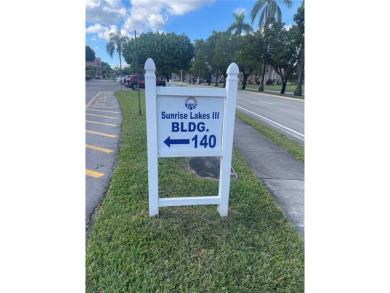 Sunrise Lakes III
BLDG.
140